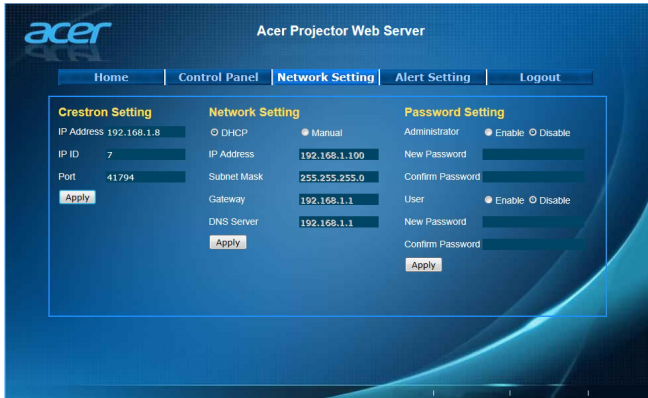 acer
Acer Projector Web Server
Home Control Panel Network Setting Alert Setting Logout
Crestron Setting
IP Address 192.168.1.8
IP ID 7
Port 41794
Apply
Network Setting
DHCP Manual
IP Address 192.168.1.100
Subnet Mask 255.255.255.0
Gateway 192.168.1.1
DNS Server 192.168.1.1
Apply
Password Setting
Administrator Enable Disable
New Password
Confirm Password
User Enable Disable
New Password
Confirm Password
Apply